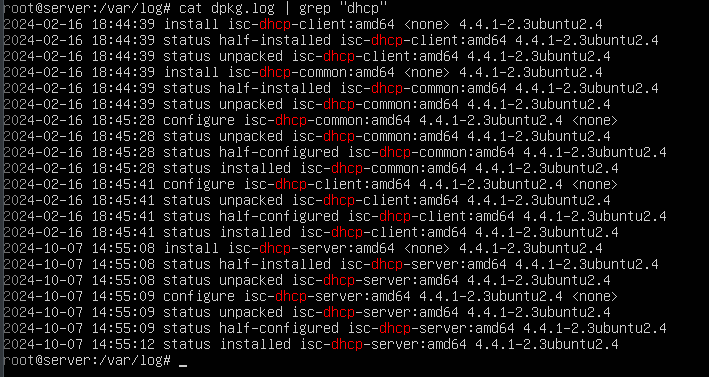 root@server:/var/log# cat dpkg.log | grep "dhcp"
2024-02-16 18:44:39 install isc-dhcp-client:amd64 <none> 4.4.1-2.3ubuntu2.4
2024-02-16 18:44:39 status half-installed isc-dhcp-client:amd64 4.4.1-2.3ubuntu2.4
2024-02-16 18:44:39 status unpacked isc-dhcp-client:amd64 4.4.1-2.3ubuntu2.4
2024-02-16 18:44:39 install isc-dhcp-common:amd64 <none> 4.4.1-2.3ubuntu2.4
2024-02-16 18:44:39 status half-installed isc-dhcp-common:amd64 4.4.1-2.3ubuntu2.4
2024-02-16 18:44:39 status unpacked isc-dhcp-common:amd64 4.4.1-2.3ubuntu2.4
2024-02-16 18:45:28 configure isc-dhcp-common:amd64 4.4.1-2.3ubuntu2.4 <none>
2024-02-16 18:45:28 status unpacked isc-dhcp-common:amd64 4.4.1-2.3ubuntu2.4
2024-02-16 18:45:28 status half-configured isc-dhcp-common:amd64 4.4.1-2.3ubuntu2.4
2024-02-16 18:45:28 status installed isc-dhcp-common:amd64 4.4.1-2.3ubuntu2.4
2024-02-16 18:45:41 configure isc-dhcp-client:amd64 4.4.1-2.3ubuntu2.4 <none>
2024-02-16 18:45:41 status unpacked isc-dhcp-client:amd64 4.4.1-2.3ubuntu2.4
2024-02-16 18:45:41 status half-configured isc-dhcp-client:amd64 4.4.1-2.3ubuntu2.4
2024-02-16 18:45:41 status installed isc-dhcp-client:amd64 4.4.1-2.3ubuntu2.4
2024-10-07 14:55:08 install isc-dhcp-server:amd64 <none> 4.4.1-2.3ubuntu2.4
2024-10-07 14:55:08 status half-installed isc-dhcp-server:amd64 4.4.1-2.3ubuntu2.4
2024-10-07 14:55:08 status unpacked isc-dhcp-server:amd64 4.4.1-2.3ubuntu2.4
2024-10-07 14:55:09 configure isc-dhcp-server:amd64 4.4.1-2.3ubuntu2.4 <none>
2024-10-07 14:55:09 status unpacked isc-dhcp-server:amd64 4.4.1-2.3ubuntu2.4
2024-10-07 14:55:09 status half-configured isc-dhcp-server:amd64 4.4.1-2.3ubuntu2.4
2024-10-07 14:55:12 status installed isc-dhcp-server:amd64 4.4.1-2.3ubuntu2.4
root@server:/var/log# _